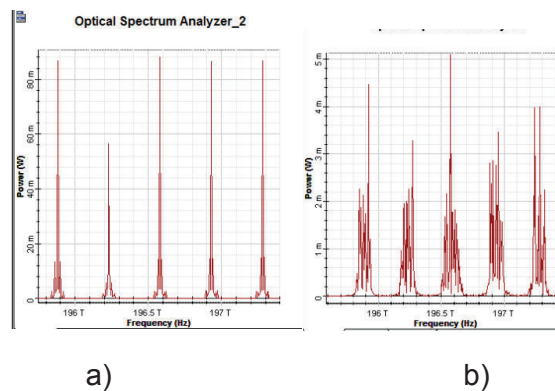 Optical Spectrum Analyzer_2
Power (W)
80 m
60 m
40 m
20 m
0
196 T
196.5 T
197 T
Frequency (Hz)
Power (W)
5 m
4 m
3 m
2 m
1 m
0
196 T
196.5 T
197 T
Frequency (Hz)
a)
b)